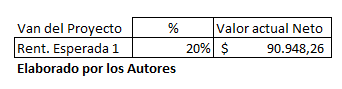 Van del Proyecto % Valor actual Neto
Rent. Esperada 1 20% $ 90.948,26
Elaborado por los Autores